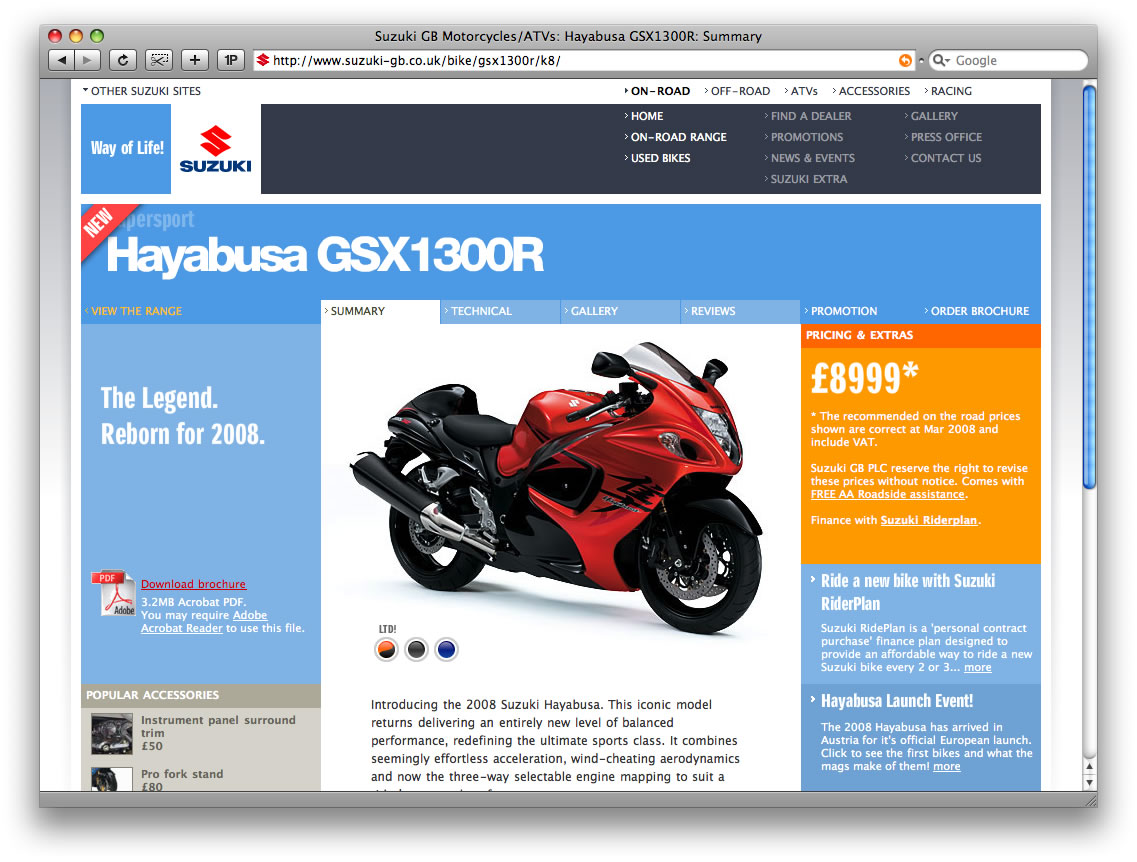 Suzuki GB Motorcycles/ATVs: Hayabusa GSX1300R: Summary
1P
http://www.suzuki-gb.co.uk/bike/gsx1300r/k8/
Google
OTHER SUZUKI SITES
ON-ROAD OFF-ROAD ATVs ACCESSORIES RACING
Way of Life!
SUZUKI
HOME FIND A DEALER GALLERY
ON-ROAD RANGE PROMOTIONS PRESS OFFICE
USED BIKES NEWS & EVENTS CONTACT US
SUZUKI EXTRA
NEW
Hayabusa GSX1300R
VIEW THE RANGE
SUMMARY TECHNICAL GALLERY REVIEWS PROMOTION ORDER BROCHURE
The Legend.
Reborn for 2008.
PDF
Adobe
Download brochure
3.2MB Acrobat PDF.
You may require Adobe
Acrobat Reader to use this file.
POPULAR ACCESSORIES
Instrument panel surround
trim
£50
Pro fork stand
£80
LTD!
Introducing the 2008 Suzuki Hayabusa. This iconic model
returns delivering an entirely new level of balanced
performance, redefining the ultimate sports class. It combines
seemingly effortless acceleration, wind-cheating aerodynamics
and now the three-way selectable engine mapping to suit a
PRICING & EXTRAS
£8999*
* The recommended on the road prices
shown are correct at Mar 2008 and
include VAT.
Suzuki GB PLC reserve the right to revise
these prices without notice. Comes with
FREE AA Roadside assistance.
Finance with Suzuki Riderplan.
Ride a new bike with Suzuki
RiderPlan
Suzuki RidePlan is a 'personal contract
purchase' finance plan designed to
provide an affordable way to ride a new
Suzuki bike every 2 or 3... more
Hayabusa Launch Event!
The 2008 Hayabusa has arrived in
Austria for it's official European launch.
Click to see the first bikes and what the
mags make of them! more